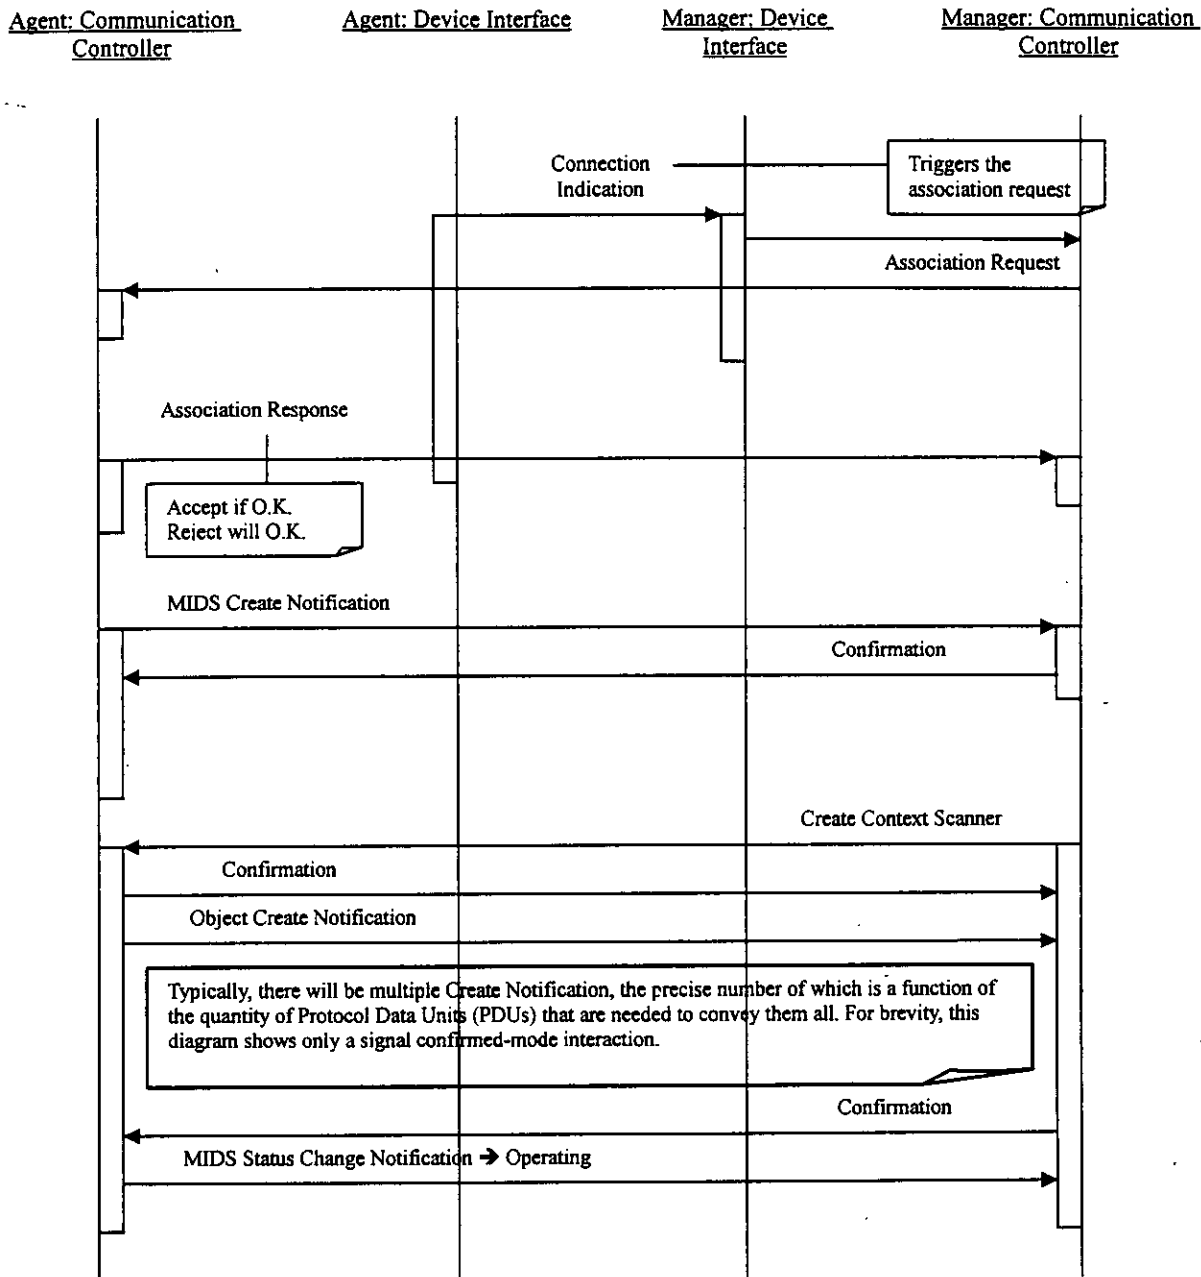 Agent: Communication
Controller
Agent: Device Interface
Manager: Device
Interface
Manager: Communication
Controller
Connection
Indication
Triggers the
association request
Association Request
Association Response
Accept if O.K.
Reject will O.K.
MIDS Create Notification
Confirmation
Create Context Scanner
Confirmation
Object Create Notification
Typically, there will be multiple Create Notification, the precise number of which is a function of
the quantity of Protocol Data Units (PDUs) that are needed to convey them all. For brevity, this
diagram shows only a signal confirmed-mode interaction.
Confirmation
MIDS Status Change Notification ➔ Operating